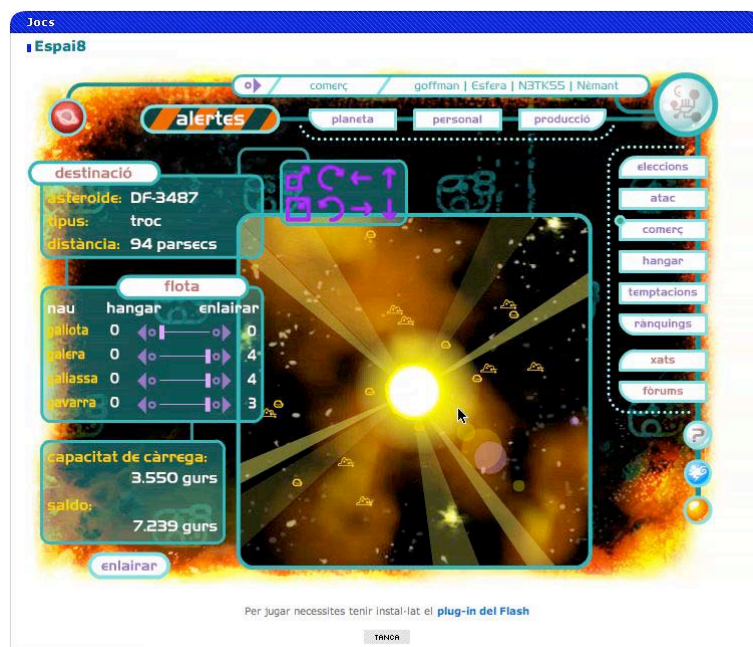 Jocs
Espai8
comerç goffman | Esfera | N3TK55 | Nèmant
alertes
planeta personal producció
destinació
asteroide: DF-3487
tipus: troc
distància: 94 parsecs
flota
nau hangar enlairar
galiota 0 0
galera 0 4
galiassa 0 4
gavarra 0 3
capacitat de càrrega:
3.550 gurs
saldo:
7.239 gurs
enlairar
eleccions
atac
comerç
hangar
temptacions
rànquings
xats
fòrums
?
Per jugar necessites tenir instal·lat el plug-in del Flash
TANCA